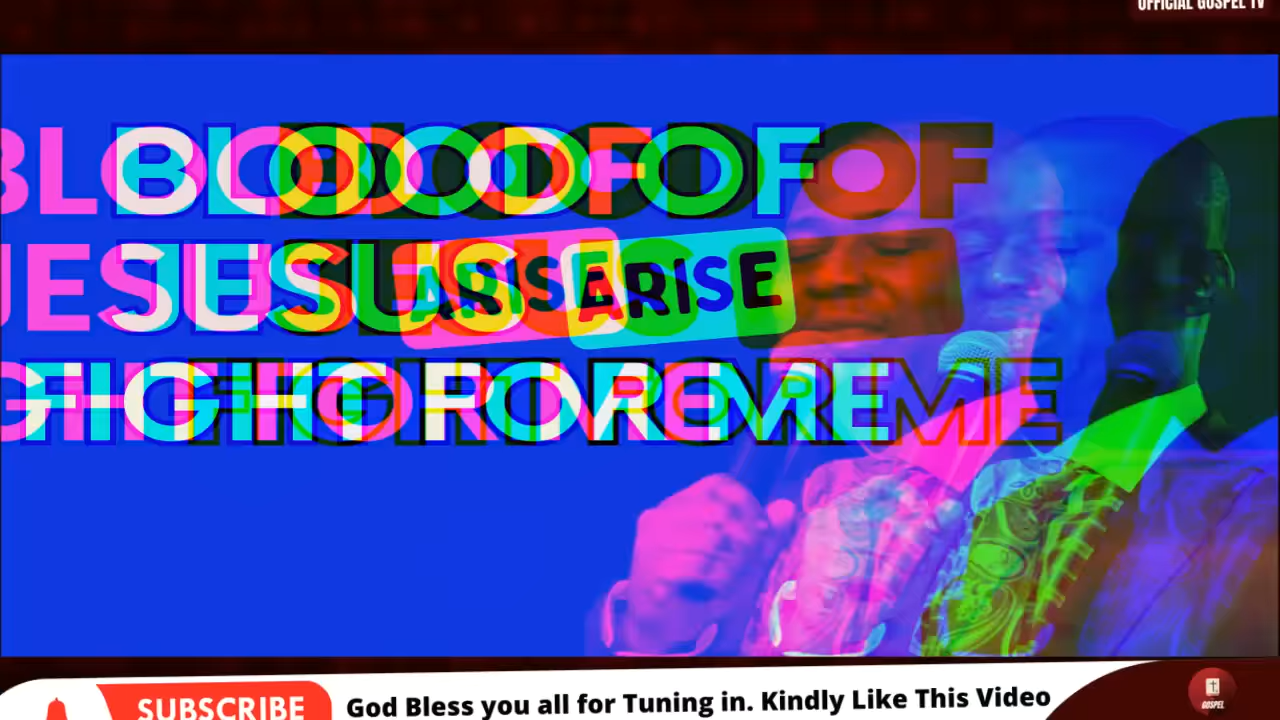 OFFICIAL GOSPEL TV
BLOOD OF
JESUS ARISE
FIGHT FOR ME
SUBSCRIBE
God Bless you all for Tuning in. Kindly Like This Video
GOSPEL